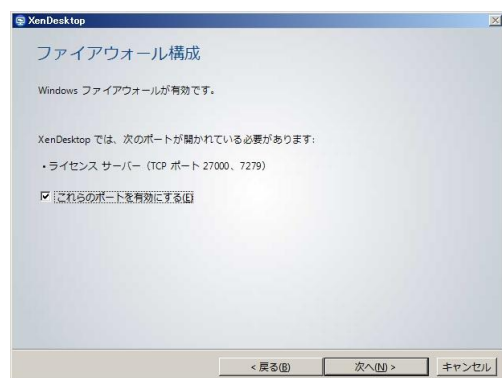 XenDesktop
ファイアウォール構成
Windows ファイアウォールが有効です。
XenDesktop では、次のポートが開かれている必要があります:
• ライセンス サーバー (TCP ポート 27000、7279)
これらのポートを有効にする(E)
< 戻る(B)
次へ(N) >
キャンセル